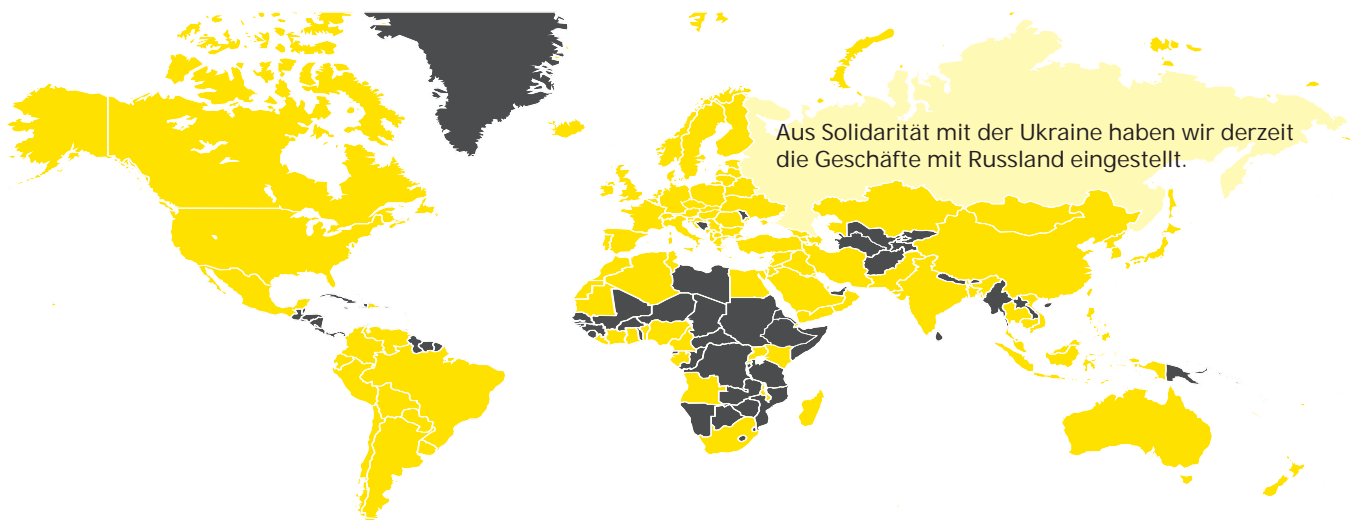 Aus Solidarität mit der Ukraine haben wir derzeit
die Geschäfte mit Russland eingestellt.